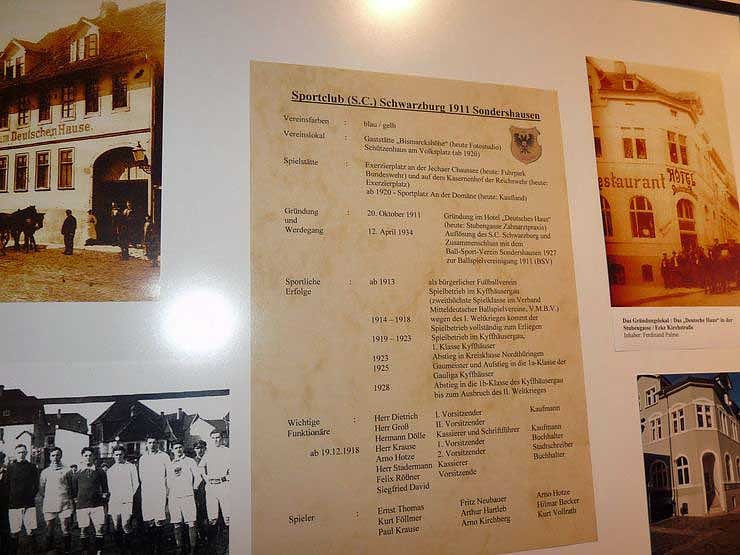 m Deutschen Hause.
Sportclub (S.C.) Schwarzburg 1911 Sondershausen
Vereinsfarben : blau / gelb
Vereinslokal : Gaststätte „Bismarckshöhe“ (heute Fotostudio)
Schützenhaus am Volksplatz (ab 1920)
Spielstätte : Exerzierplatz an der Jechaer Chaussee (heute: Fuhrpark
Bundeswehr) und auf dem Kasernenhof der Reichswehr (heute:
Exerzierplatz)
ab 1920 - Sportplatz An der Domäne (heute: Kaufland)
Gründung : 20. Oktober 1911 Gründung im Hotel „Deutsches Haus“
und (heute: Stubengasse Zahnarztpraxis)
Werdegang 12. April 1934 Auflösung des S.C. Schwarzburg und
Zusammenschluss mit dem
Ball-Sport-Verein Sondershausen 1927
zur Ballspielvereinigung 1911 (BSV)
Sportliche : ab 1913 als bürgerlicher Fußballverein
Erfolge Spielbetrieb im Kyffhäusergau,
(zweithöchste Spielklasse im Verband
Mitteldeutscher Ballspielvereine, V.M.B.V.)
1914 – 1918 wegen des I. Weltkrieges kommt der
Spielbetrieb vollständig zum Erliegen
1919 – 1923 Spielbetrieb im Kyffhäusergau,
1. Klasse Kyffhäuser
1923 Abstieg in Kreisklasse Nordthüringen
1925 Gaumeister und Aufstieg in die 1a-Klasse der
Gauliga Kyffhäuser
1928 Abstieg in die 1b-Klasse des Kyffhäusergau
bis zum Ausbruch des II. Weltkrieges
Wichtige : Herr Dietrich I. Vorsitzender Kaufmann
Funktionäre Herr Groß II. Vorsitzender
Hermann Dölle Kassierer und Schriftführer Kaufmann
ab 19.12.1918 Herr Krause 1. Vorsitzender Buchhalter
Arno Hotze 2. Vorsitzender Stadtschreiber
Herr Stadermann Kassierer Buchhalter
Felix Rößner Vorsitzende
Siegfried David
Spieler : Ernst Thomas Fritz Neubauer Arno Hotze
Kurt Föllmer Arthur Hartleb Hilmar Becker
Paul Krause Arno Kirchberg Kurt Vollrath
HOTEL
estaurant
Das Gründungslokal / Das „Deutsche Haus“ in der
Stubengasse / Ecke Kirchstraße
Inhaber: Ferdinand Palme